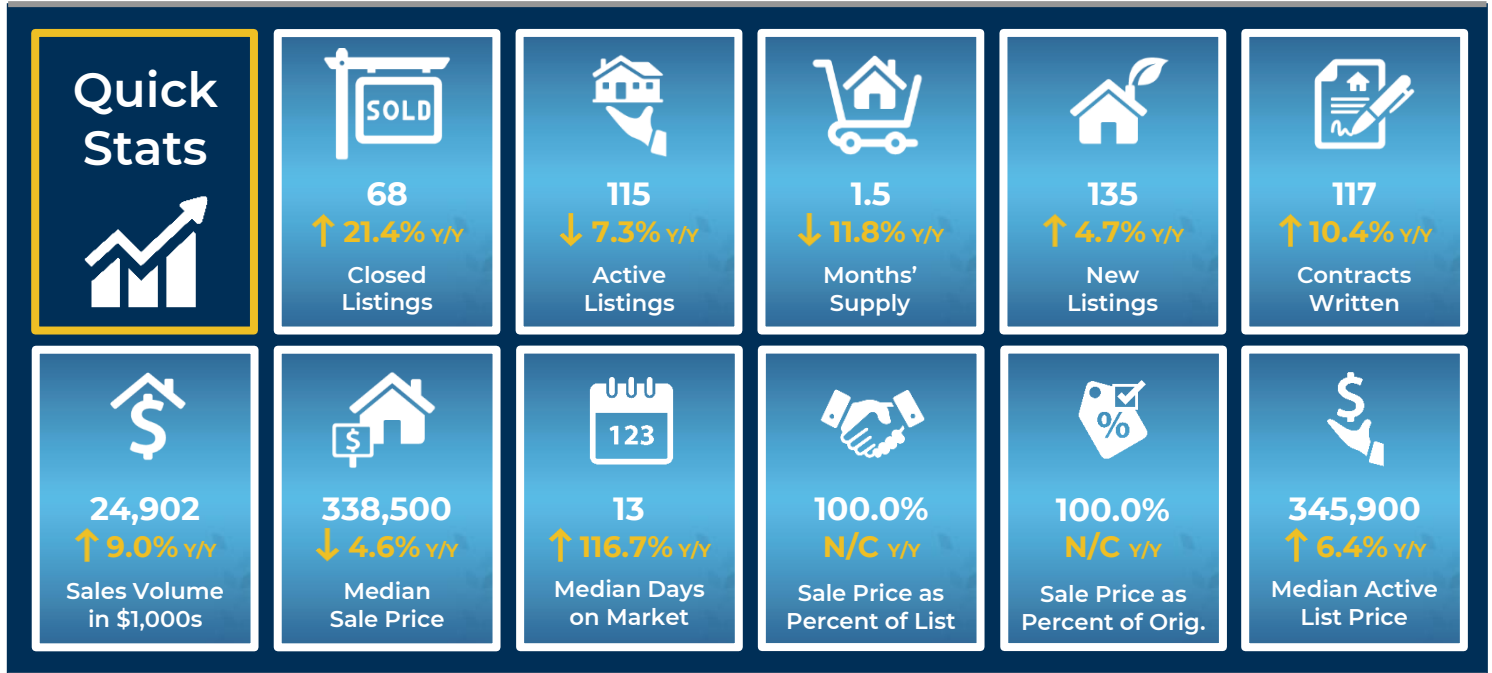 Quick
Stats
SOLD
68
↑ 21.4% Y/Y
Closed
Listings
115
↓ 7.3% Y/Y
Active
Listings
1.5
↓ 11.8% Y/Y
Months’
Supply
135
↑ 4.7% Y/Y
New
Listings
117
↑ 10.4% Y/Y
Contracts
Written
$
24,902
↑ 9.0% Y/Y
Sales Volume
in $1,000s
$
338,500
↓ 4.6% Y/Y
Median
Sale Price
123
13
↑ 116.7% Y/Y
Median Days
on Market
100.0%
N/C Y/Y
Sale Price as
Percent of List
%
100.0%
N/C Y/Y
Sale Price as
Percent of Orig.
$
345,900
↑ 6.4% Y/Y
Median Active
List Price